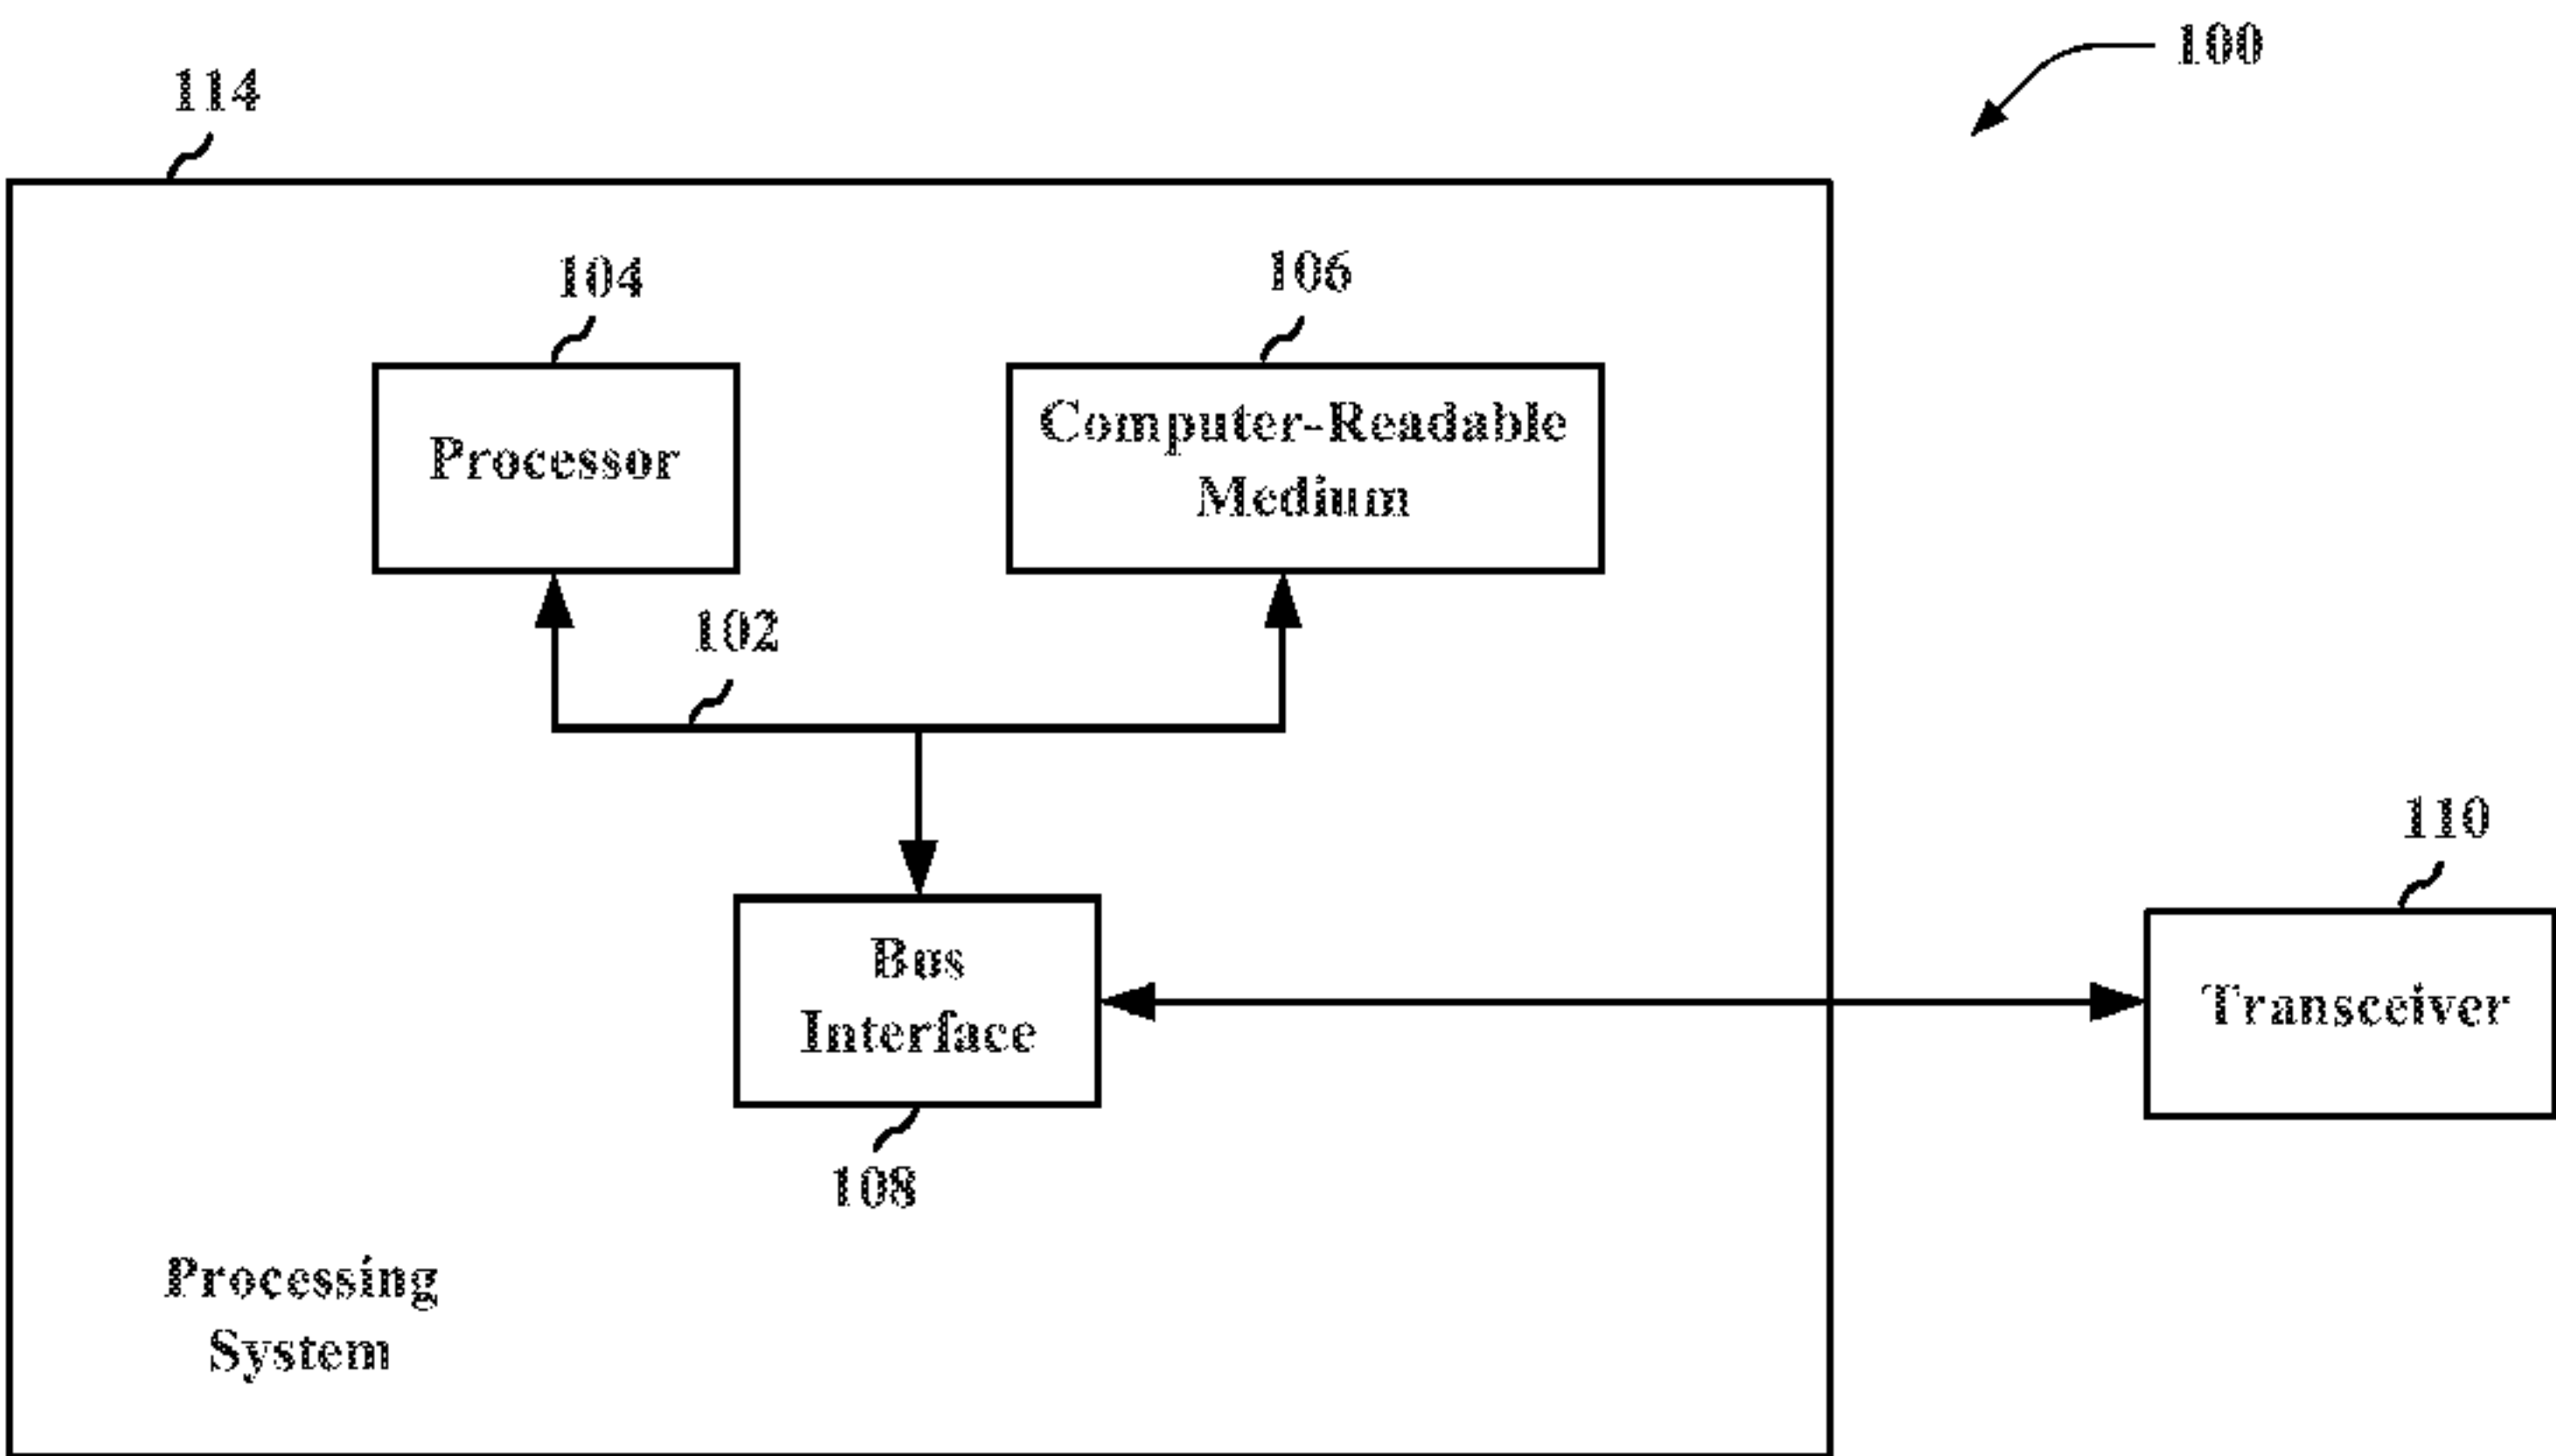 100
114
104
106
Processor
Computer-Readable
Medium
102
110
Bus
Interface
Transceiver
108
Processing
System